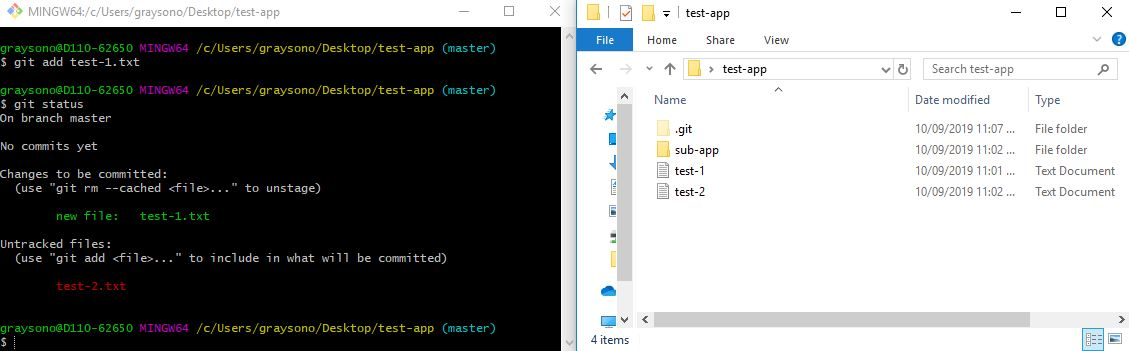 MINGW64:/c/Users/graysono/Desktop/test-app
graysono@D110-62650 MINGW64 /c/Users/graysono/Desktop/test-app (master)
$ git add test-1.txt
graysono@D110-62650 MINGW64 /c/Users/graysono/Desktop/test-app (master)
$ git status
On branch master
No commits yet
Changes to be committed:
(use "git rm --cached <file>..." to unstage)
new file:   test-1.txt
Untracked files:
(use "git add <file>..." to include in what will be committed)
test-2.txt
graysono@D110-62650 MINGW64 /c/Users/graysono/Desktop/test-app (master)
$
test-app
File Home Share View
test-app Search test-app
Name Date modified Type
.git 10/09/2019 11:07 ... File folder
sub-app 10/09/2019 11:02 ... File folder
test-1 10/09/2019 11:01 ... Text Document
test-2 10/09/2019 11:02 ... Text Document
4 items